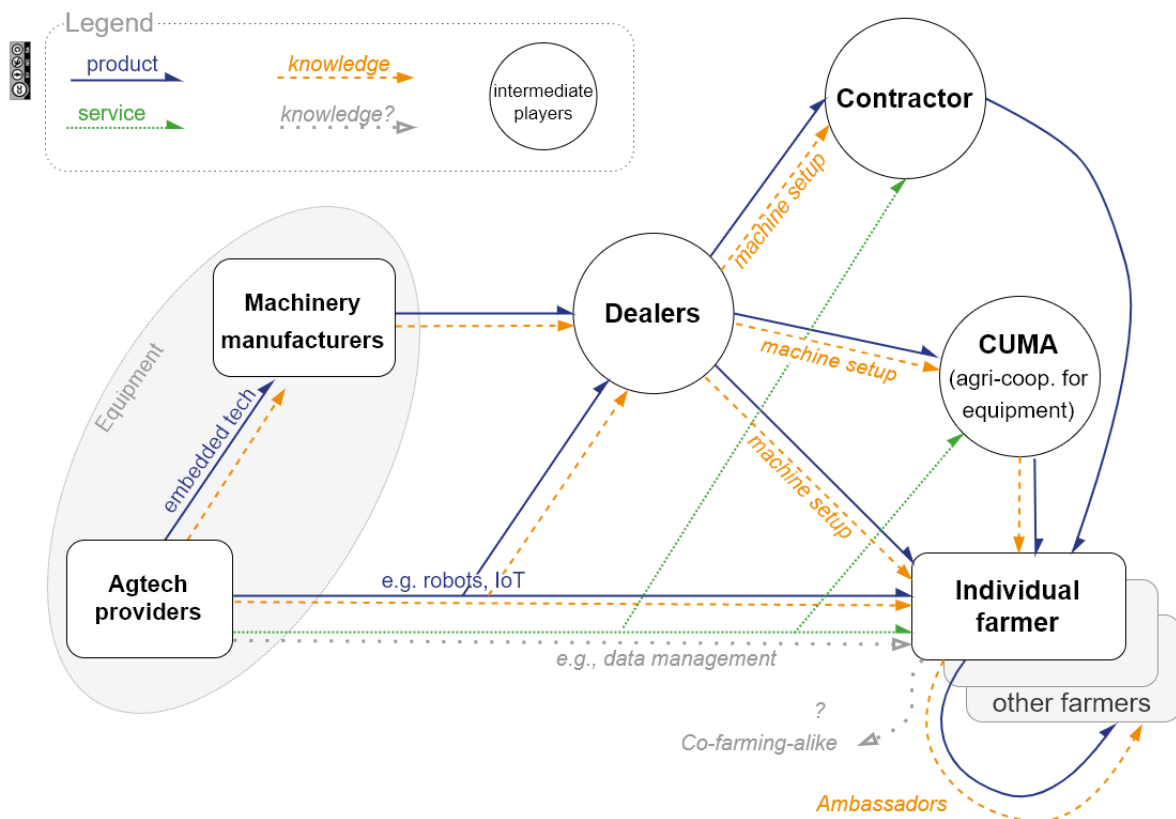 Legend
product
knowledge
service
knowledge?
intermediate
players
Contractor
machine setup
Machinery
manufacturers
Dealers
machine setup
CUMA
(agri-coop. for
equipment)
Equipment
embedded tech
machine setup
Agtech
providers
e.g. robots, IoT
Individual
farmer
e.g., data management
other farmers
?
Co-farming-alike
Ambassadors